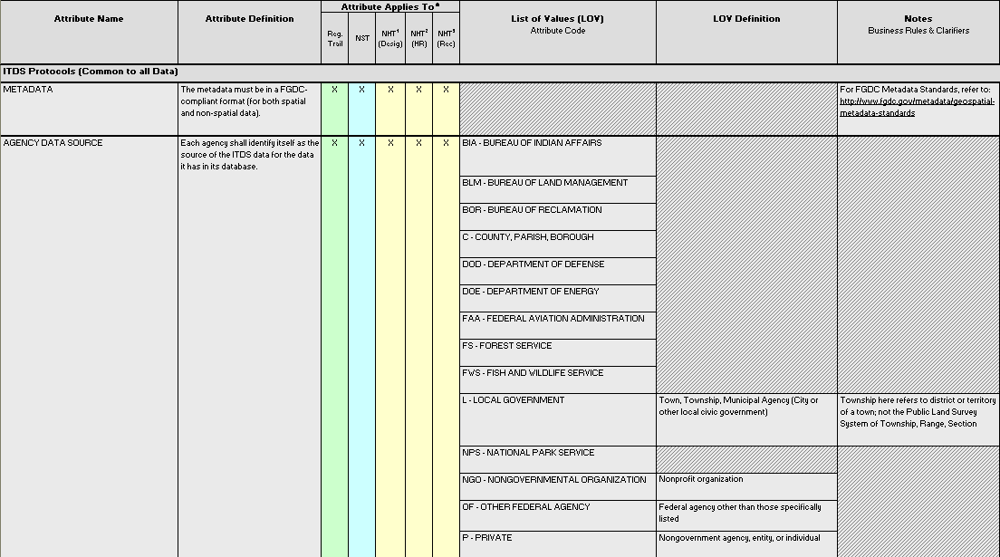 Attribute Name
Attribute Definition
Attribute Applies To*
Reg.
Trail
NST
NHT¹
(Desig)
NHT²
(HR)
NHT³
(Rec)
List of Values (LOV)
Attribute Code
LOV Definition
Notes
Business Rules & Clarifiers
ITDS Protocols (Common to all Data)
METADATA
The metadata must be in a FGDC-
compliant format (for both spatial
and non-spatial data).
X X X X X
For FGDC Metadata Standards, refer to:
http://www.fgdc.gov/metadata/geospatial-
metadata-standards
AGENCY DATA SOURCE
Each agency shall identify itself as the
source of the ITDS data for the data
it has in its database.
X X X X X
BIA - BUREAU OF INDIAN AFFAIRS
BLM - BUREAU OF LAND MANAGEMENT
BOR - BUREAU OF RECLAMATION
C - COUNTY, PARISH, BOROUGH
DOD - DEPARTMENT OF DEFENSE
DOE - DEPARTMENT OF ENERGY
FAA - FEDERAL AVIATION ADMINISTRATION
FS - FOREST SERVICE
FWS - FISH AND WILDLIFE SERVICE
L - LOCAL GOVERNMENT
Town, Township, Municipal Agency (City or
other local civic government)
Township here refers to district or territory
of a town; not the Public Land Survey
System of Township, Range, Section
NPS - NATIONAL PARK SERVICE
NGO - NONGOVERNMENTAL ORGANIZATION
Nonprofit organization
OF - OTHER FEDERAL AGENCY
Federal agency other than those specifically
listed
P - PRIVATE
Nongovernment agency, entity, or individual